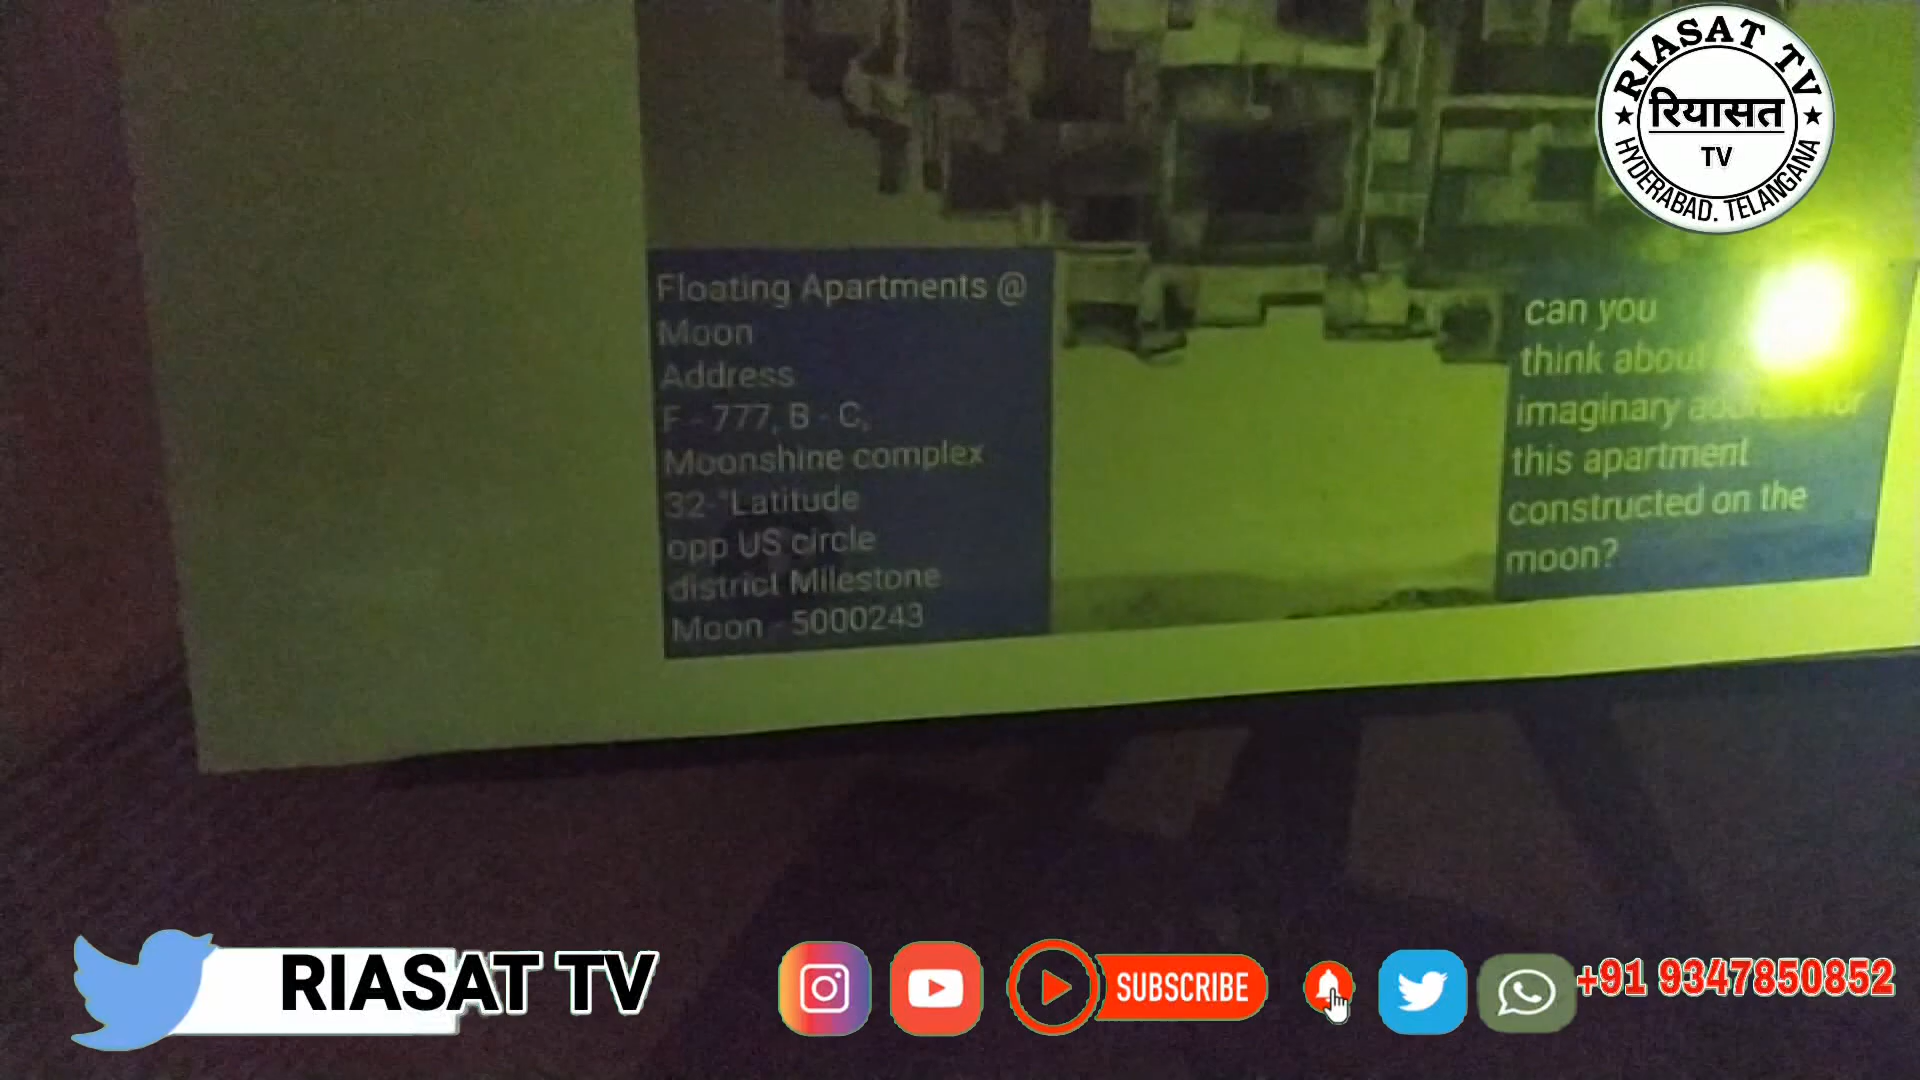 RIASAT TV
रियासत
TV
HYDERABAD. TELANGANA
Floating Apartments @
Moon
Address
F - 777, B - C,
Moonshine complex
32-°Latitude
opp US circle
district Milestone
Moon - 5000243
can you
think about
imaginary for
this apartment
constructed on the
moon?
RIASAT TV
SUBSCRIBE
+91 9347850852